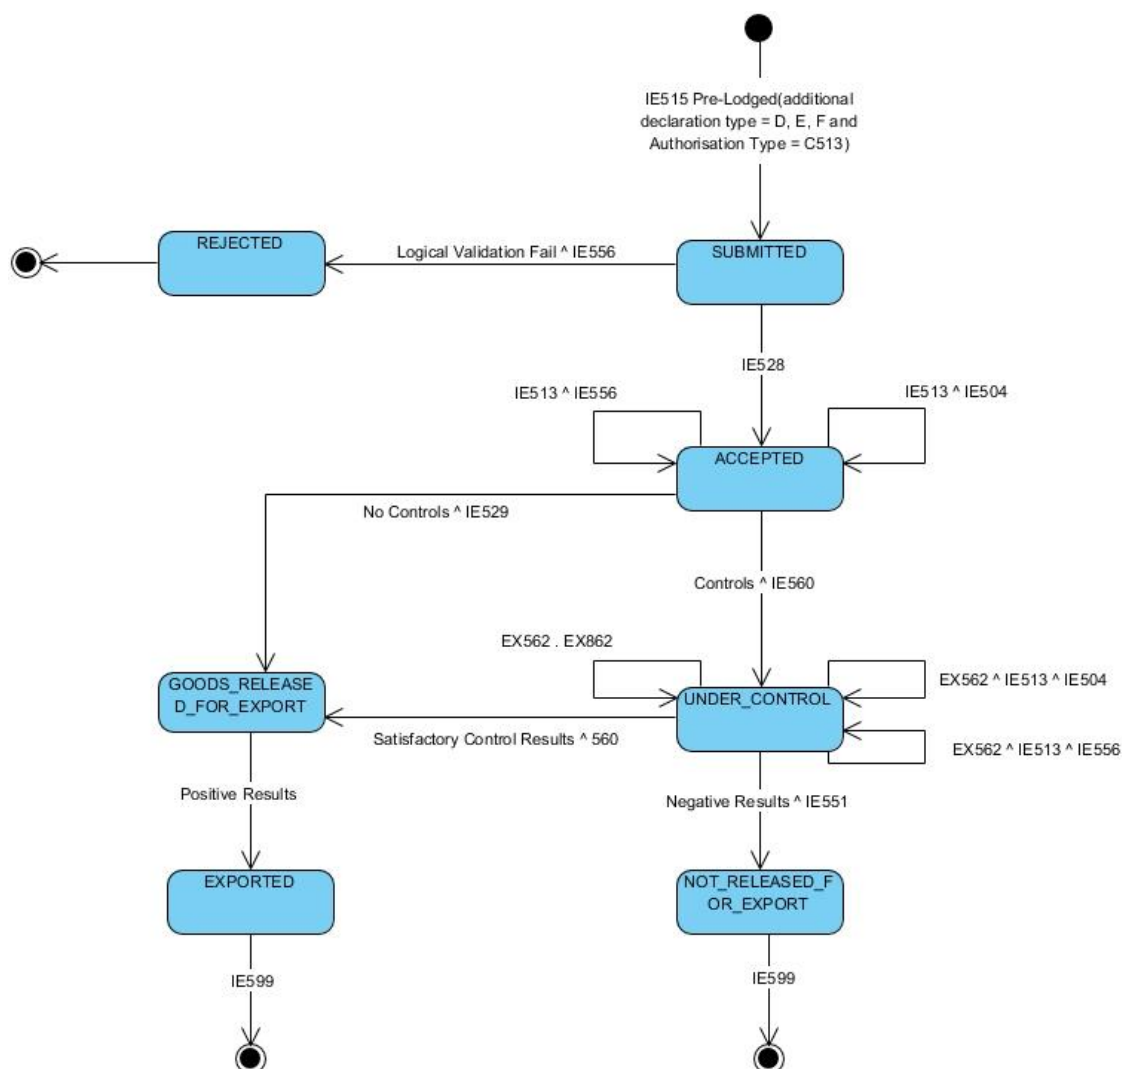 IE515 Pre-Lodged(additional
declaration type = D, E, F and
Authorisation Type = C513)
REJECTED
Logical Validation Fail ^ IE556
SUBMITTED
IE528
IE513 ^ IE556
IE513 ^ IE504
ACCEPTED
No Controls ^ IE529
Controls ^ IE560
EX562 . EX862
GOODS_RELEASE
D_FOR_EXPORT
UNDER_CONTROL
EX562 ^ IE513 ^ IE504
Satisfactory Control Results ^ 560
EX562 ^ IE513 ^ IE556
Positive Results
Negative Results ^ IE551
EXPORTED
NOT_RELEASED_F
OR_EXPORT
IE599
IE599